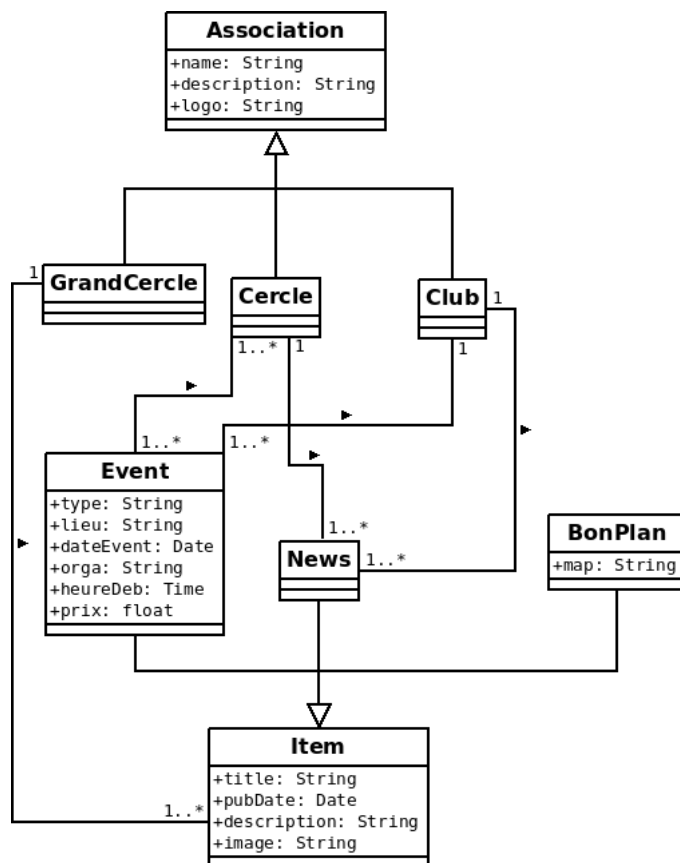 Association
+name: String
+description: String
+logo: String
1
GrandCercle
Cercle
Club
1
1..*
1
1
1..*
1..*
Event
+type: String
+lieu: String
+dateEvent: Date
+orga: String
+heureDeb: Time
+prix: float
1..*
News
1..*
BonPlan
+map: String
Item
+title: String
+pubDate: Date
+description: String
+image: String
1..*